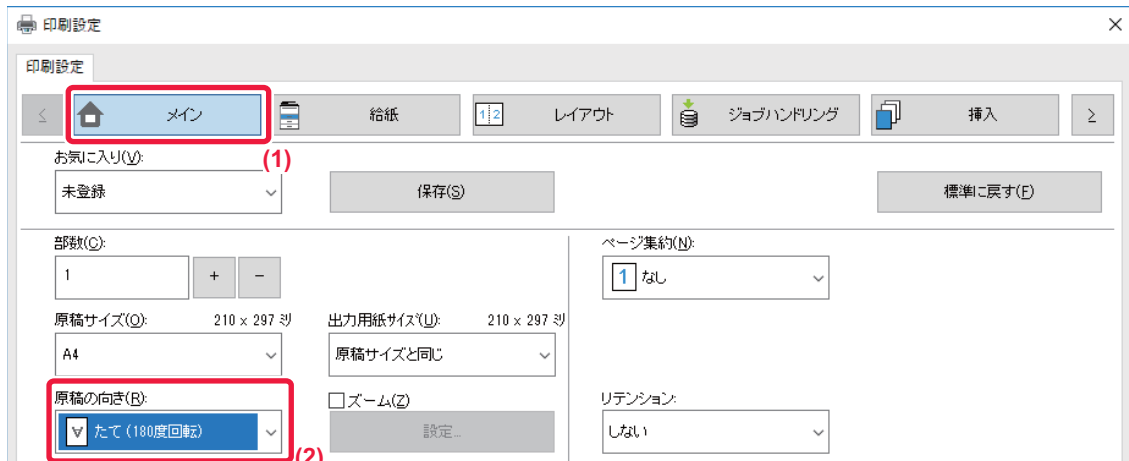 印刷設定
印刷設定
メイン 給紙 1 2 レイアウト ジョブハンドリング 挿入
(1)
お気に入り(V):
未登録 保存(S) 標準に戻す(F)
部数(C): ページ集約(N):
1 + − 1 なし
原稿サイズ(O): 210 x 297 ミリ 出力用紙サイズ(U): 210 x 297 ミリ
A4 原稿サイズと同じ
原稿の向き(R): ズーム(Z) リテンション:
A たて (180度回転) 設定... しない
(2)